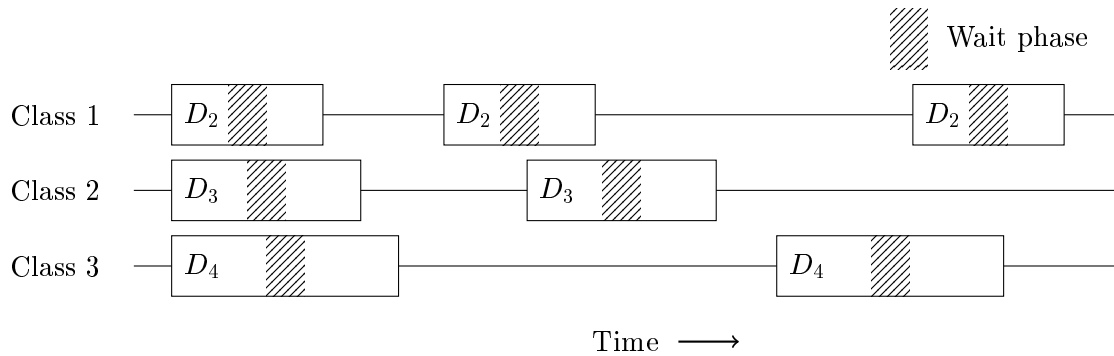 Wait phase
Class 1 D₂ D₂ D₂
Class 2 D₃ D₃
Class 3 D₄ D₄
Time →